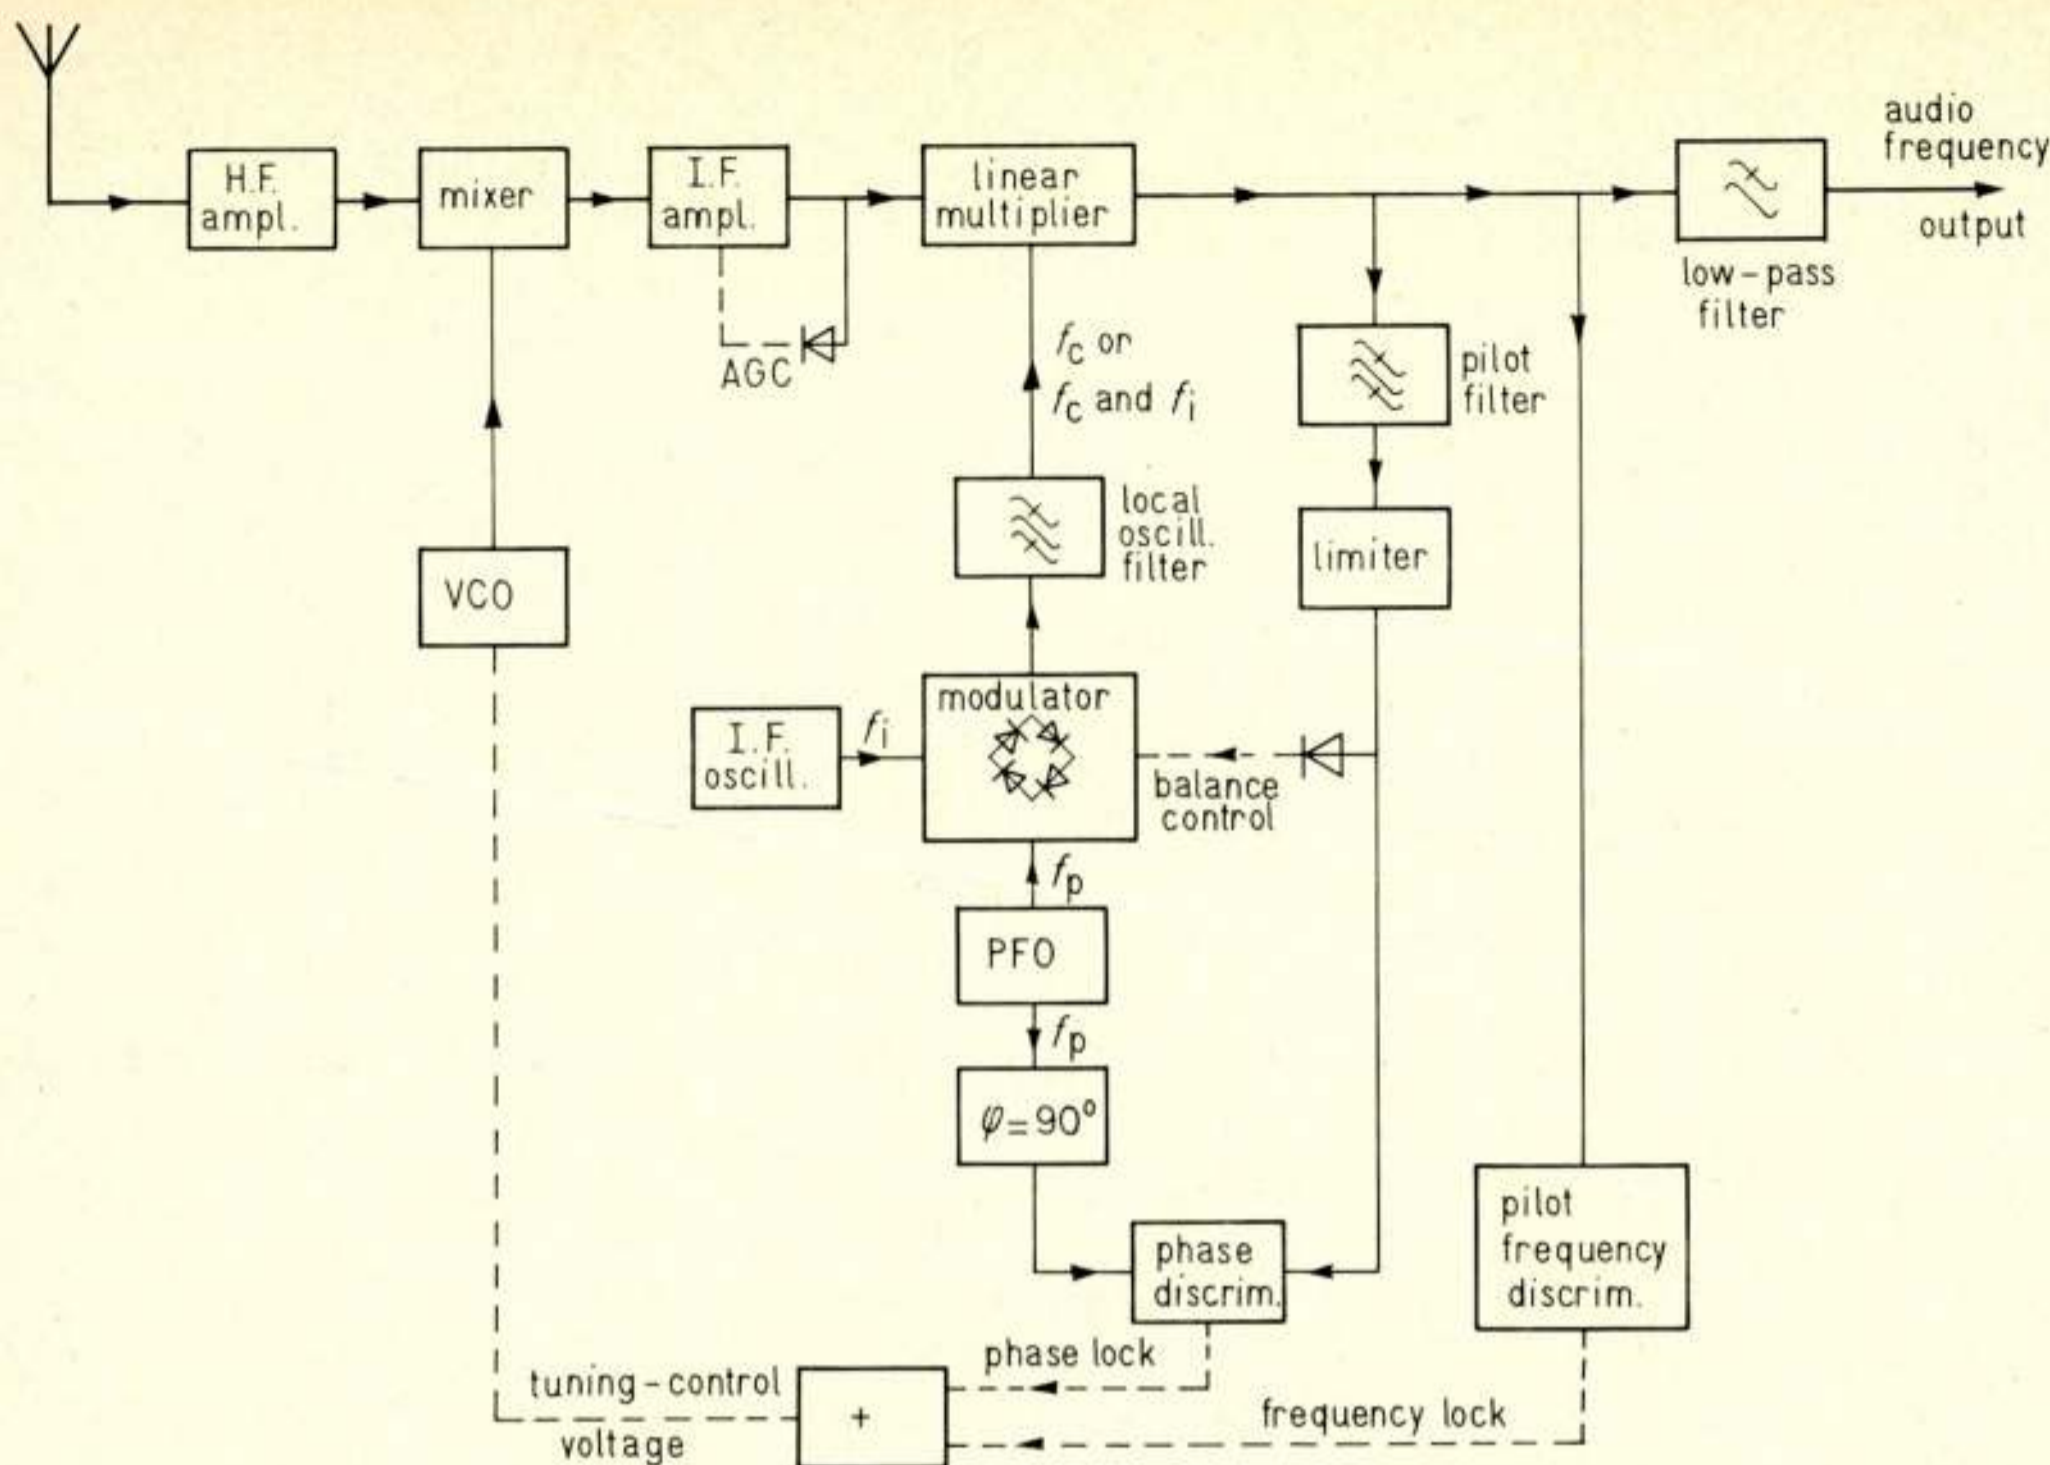 H.F.
ampl.
mixer
I.F.
ampl.
linear
multiplier
audio
frequency
output
low-pass
filter
AGC
fc or
fc and fi
pilot
filter
local
oscill.
filter
limiter
VCO
modulator
I.F.
oscill.
fi
balance
control
fp
PFO
fp
φ=90°
phase
discrim.
pilot
frequency
discrim.
phase lock
tuning-control
voltage
+
frequency lock